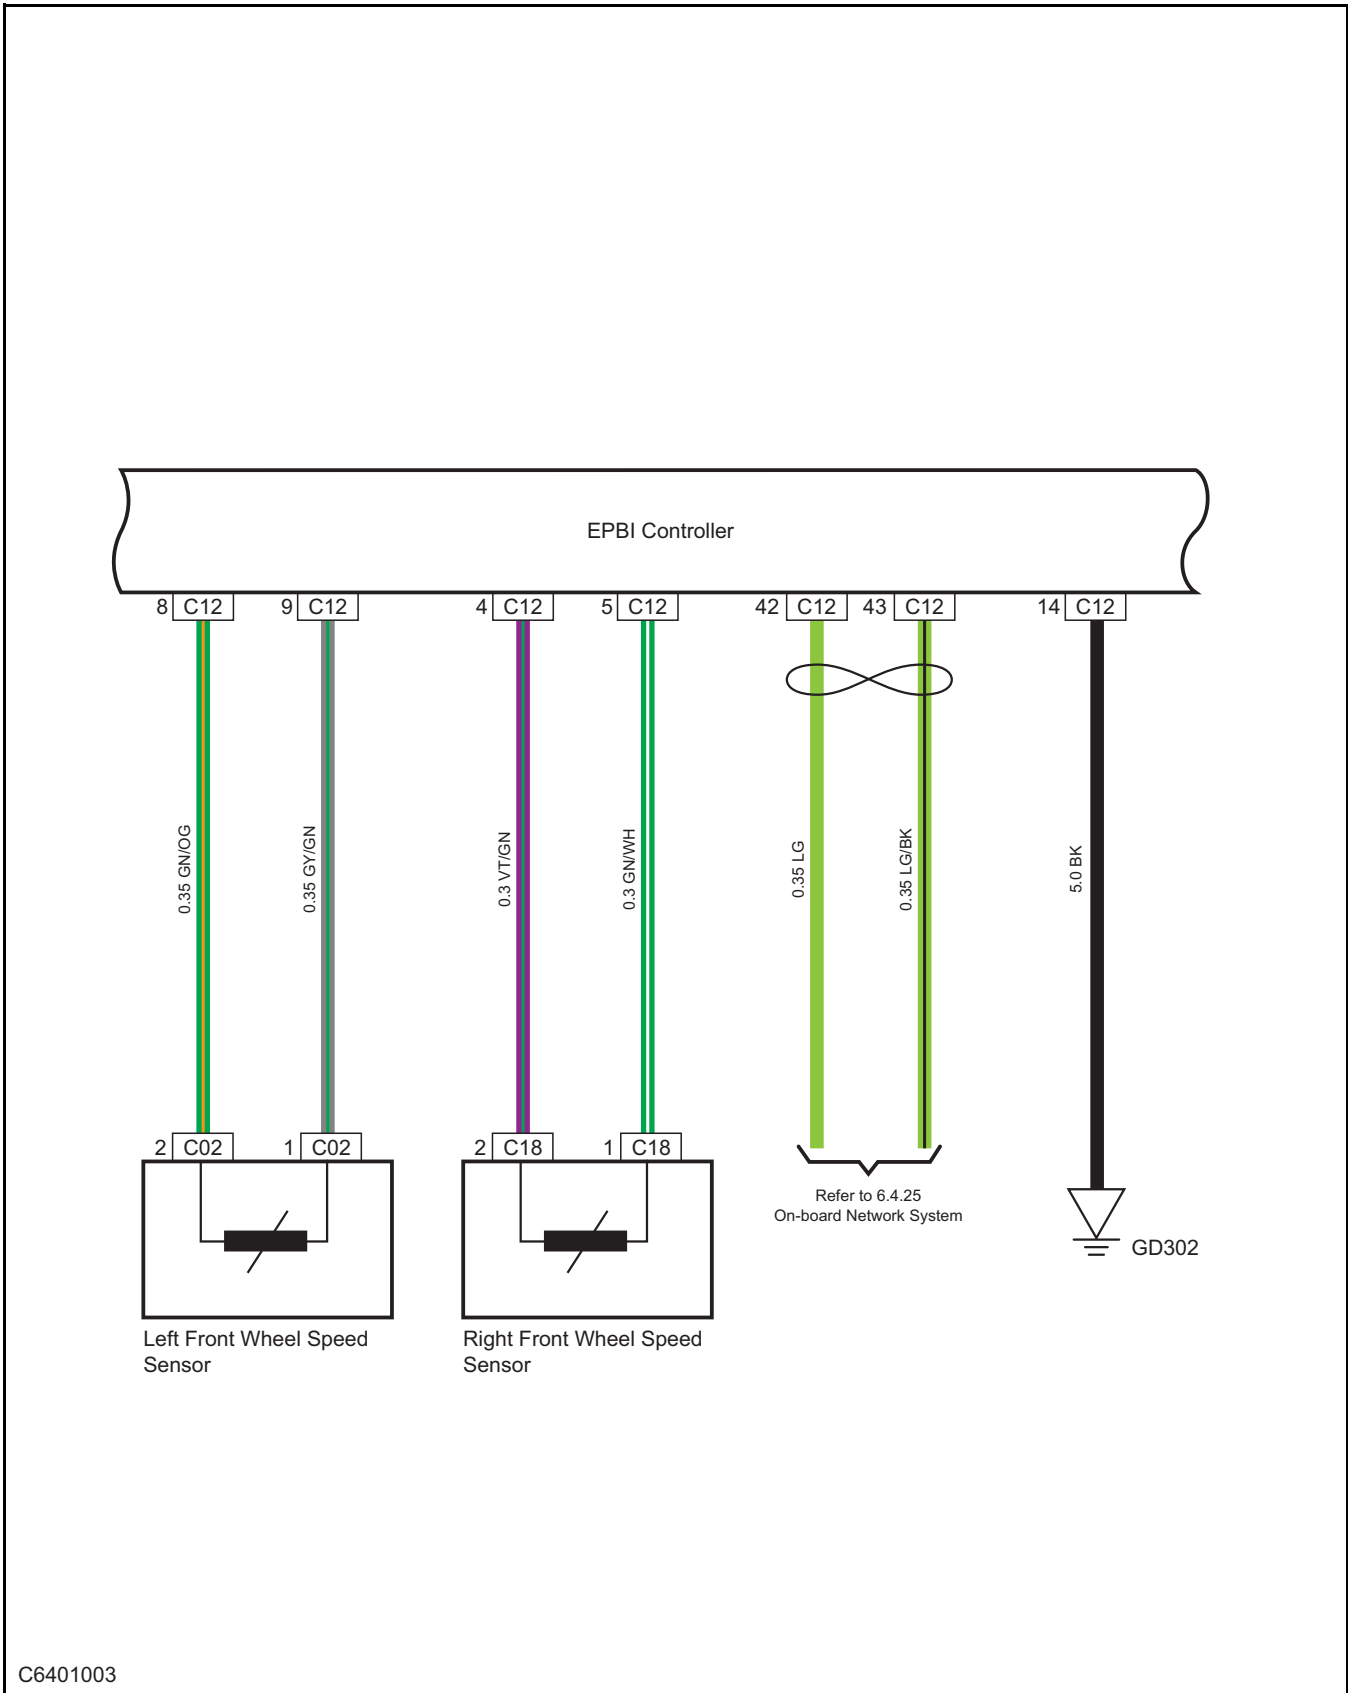 EPBI Controller
8 C12 9 C12 4 C12 5 C12 42 C12 43 C12 14 C12
0.35 GN/OG
0.35 GY/GN
0.3 VT/GN
0.3 GN/WH
0.35 LG
0.35 LG/BK
5.0 BK
2 C02 1 C02 2 C18 1 C18
Refer to 6.4.25
On-board Network System
GD302
Left Front Wheel Speed
Sensor
Right Front Wheel Speed
Sensor
C6401003